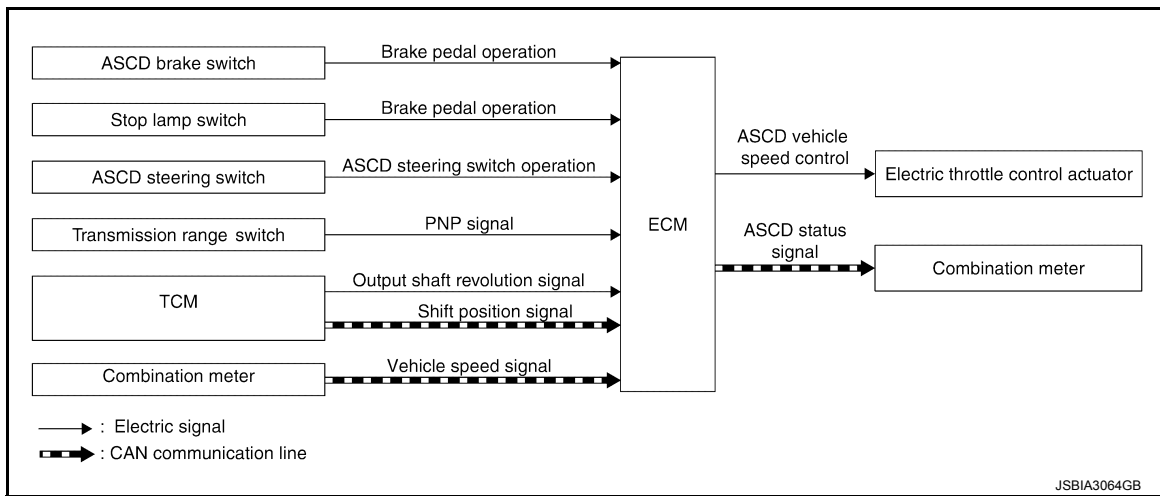 ASCD brake switch
Brake pedal operation
Stop lamp switch
Brake pedal operation
ASCD steering switch
ASCD steering switch operation
Transmission range switch
PNP signal
TCM
Output shaft revolution signal
Shift position signal
Combination meter
Vehicle speed signal
ECM
ASCD vehicle
speed control
Electric throttle control actuator
ASCD status
signal
Combination meter
: Electric signal
: CAN communication line
JSBIA3064GB